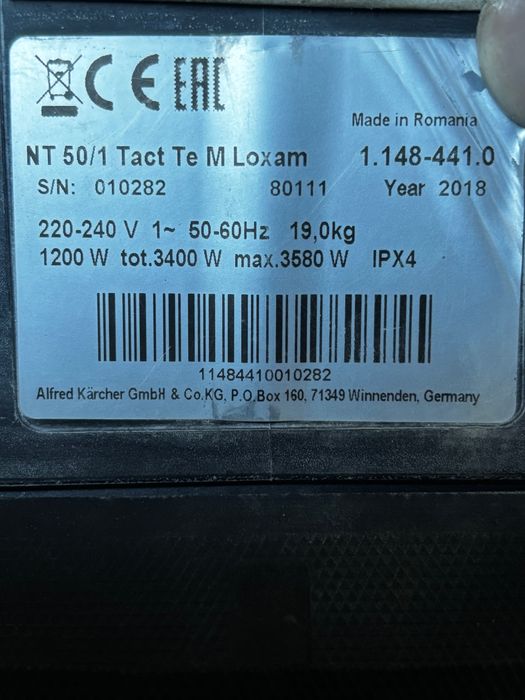 CE EAC
Made in Romania
NT 50/1 Tact Te M Loxam 1.148-441.0
S/N: 010282 80111 Year 2018
220-240 V 1~ 50-60Hz 19,0kg
1200 W tot.3400 W max.3580 W IPX4
11484410010282
Alfred Kärcher GmbH & Co.KG, P.O.Box 160, 71349 Winnenden, Germany